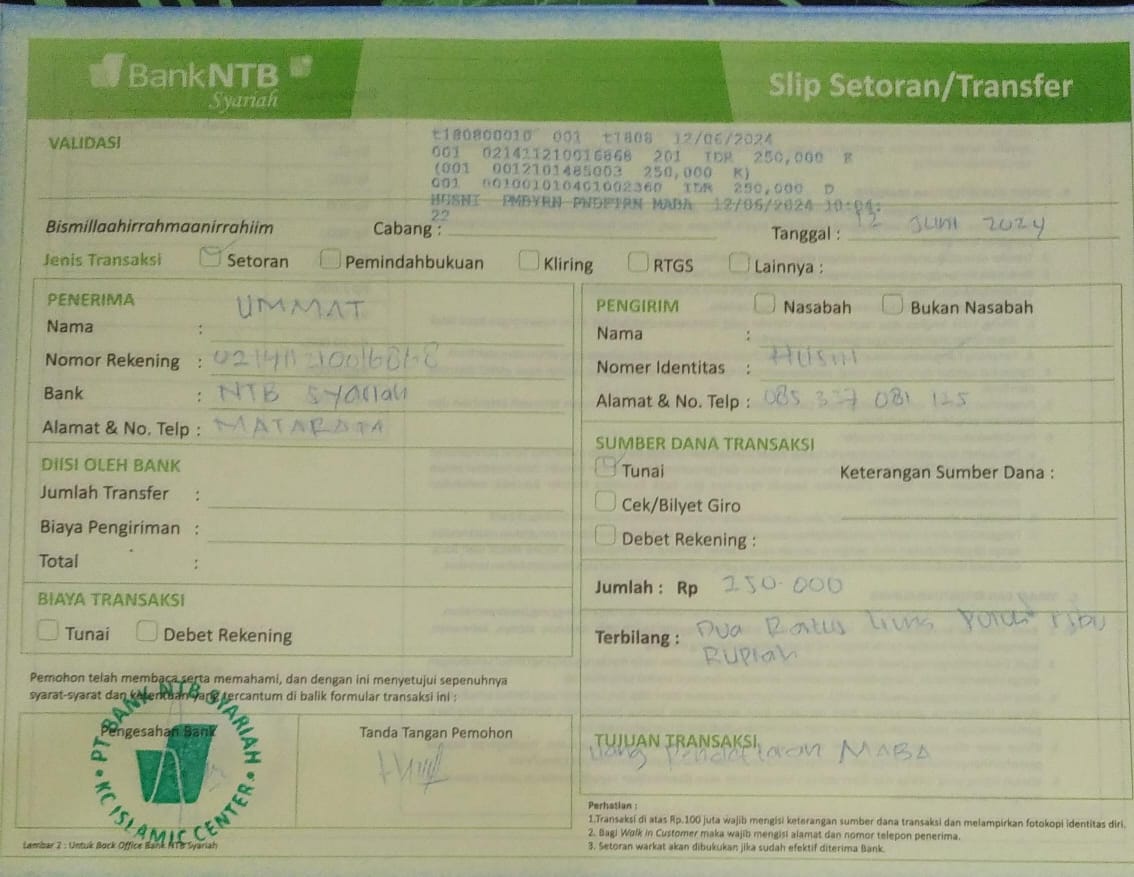 BankNTB
Syariah
Slip Setoran/Transfer
VALIDASI
t180800010 001 t1808 12/06/2024
001 021411210016868 201 IDR 250,000 K
(001 0012101485003 250,000 K)
001 001001010401002360 IDR 250,000 D
HUSNI PMBYRN PNDFTRN MABA 12/06/2024 10:04:
22
Bismillaahirrahmaanirrahiim
Cabang :
Tanggal : 12 JUNI 2024
Jenis Transaksi Setoran Pemindahbukuan Kliring RTGS Lainnya :
PENERIMA
Nama : UMMAT
Nomor Rekening : 021411210016868
Bank : NTB Syariah
Alamat & No. Telp : MATARAM
DIISI OLEH BANK
Jumlah Transfer :
Biaya Pengiriman :
Total :
BIAYA TRANSAKSI
Tunai Debet Rekening
Pemohon telah membaca serta memahami, dan dengan ini menyetujui sepenuhnya
syarat-syarat dan ketentuan yang tercantum di balik formular transaksi ini :
Pengesahan Bank
Tanda Tangan Pemohon
PT BANK NTB SYARIAH
KC ISLAMIC CENTER
Lembar 2 : Untuk Back Office Bank NTB Syariah
PENGIRIM Nasabah Bukan Nasabah
Nama :
Nomer Identitas : HUSNI
Alamat & No. Telp : 085 337 081 125
SUMBER DANA TRANSAKSI
Tunai
Keterangan Sumber Dana :
Cek/Bilyet Giro
Debet Rekening :
Jumlah : Rp 250.000
Terbilang : Dua Ratus Lima Puluh ribu
RUPIAH
TUJUAN TRANSAKSI
Uang Pendaftaran MABA
Perhatian :
1.Transaksi di atas Rp.100 juta wajib mengisi keterangan sumber dana transaksi dan melampirkan fotokopi identitas diri.
2. Bagi Walk in Customer maka wajib mengisi alamat dan nomor telepon penerima.
3. Setoran warkat akan dibukukan jika sudah efektif diterima Bank.